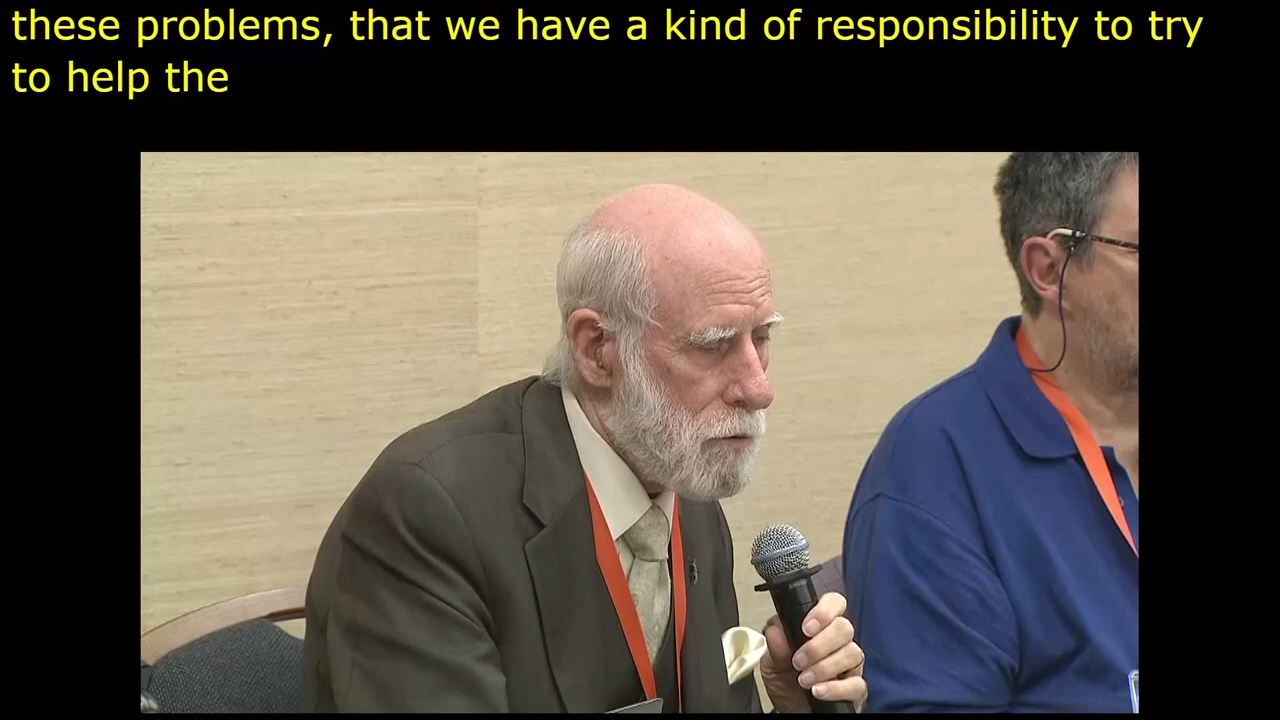 these problems, that we have a kind of responsibility to try
to help the